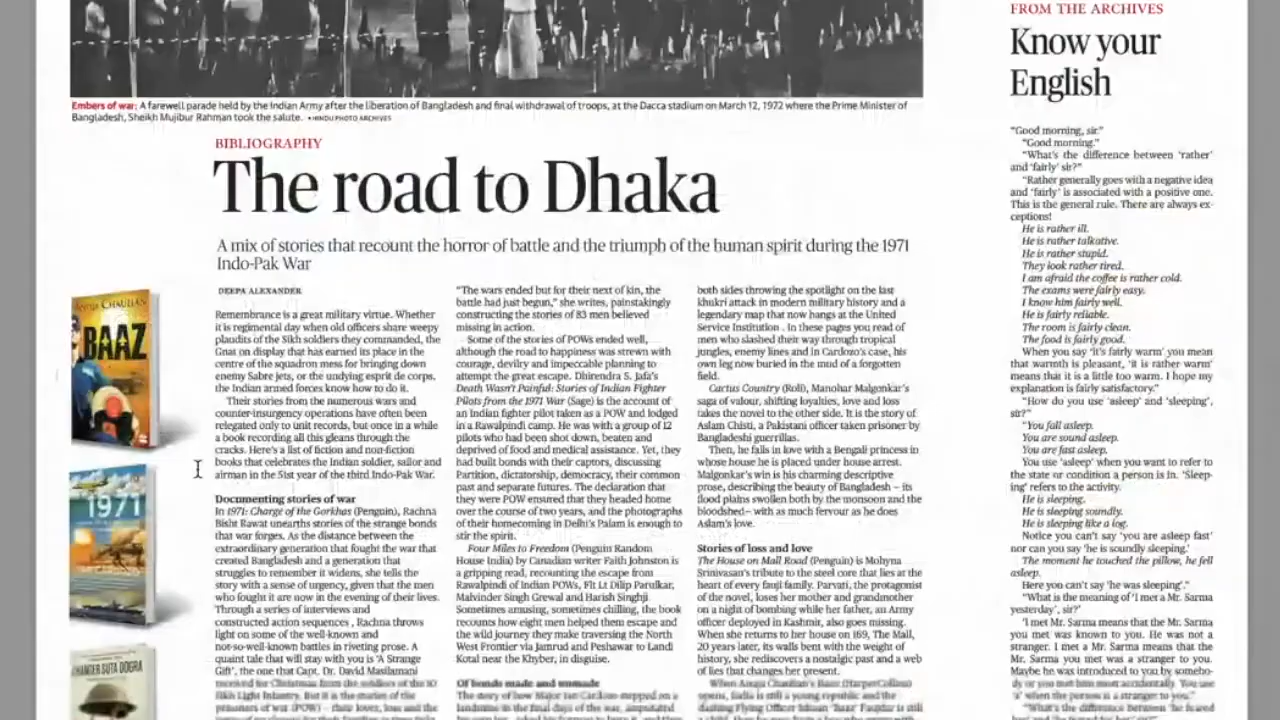 Embers of war: A farewell parade held by the Indian Army after the liberation of Bangladesh and final withdrawal of troops, at the Dacca stadium on March 12, 1972 where the Prime Minister of
Bangladesh, Sheikh Mujibur Rahman took the salute. • HINDU PHOTO ARCHIVES
BIBLIOGRAPHY
The road to Dhaka
A mix of stories that recount the horror of battle and the triumph of the human spirit during the 1971
Indo-Pak War
BAAZ
1971
DEEPA ALEXANDER
Remembrance is a great military virtue. Whether
it is regimental day when old officers share weepy
plaudits of the Sikh soldiers they commanded, the
Gnat on display that has earned its place in the
centre of the squadron mess for bringing down
enemy Sabre jets, or the undying esprit de corps,
the Indian armed forces know how to do it.
Their stories from the numerous wars and
counter-insurgency operations have often been
relegated only to unit records, but once in a while
a book recording all this gleans through the
cracks. Here's a list of fiction and non-fiction
books that celebrates the Indian soldier, sailor and
airman in the 51st year of the third Indo-Pak War.
Documenting stories of war
In 1971: Charge of the Gorkhas (Penguin), Rachna
Bisht Rawat unearths stories of the strange bonds
that war forges. As the distance between the
extraordinary generation that fought the war that
created Bangladesh and a generation that
struggles to remember it widens, she tells the
story with a sense of urgency, given that the men
who fought it are now in the evening of their lives.
Through a series of interviews and
constructed action sequences , Rachna throws
light on some of the well-known and
not-so-well-known battles in riveting prose. A
quaint tale that will stay with you is 'A Strange
Gift', the one that Capt. Dr. David Masilamani
"The wars ended but for their next of kin, the
battle had just begun," she writes, painstakingly
constructing the stories of 83 men believed
missing in action.
Some of the stories of POWs ended well,
although the road to happiness was strewn with
courage, devilry and impeccable planning to
attempt the great escape. Dhirendra S. Jafa's
Death Wasn't Painful: Stories of Indian Fighter
Pilots from the 1971 War (Sage) is the account of
an Indian fighter pilot taken as a POW and lodged
in a Rawalpindi camp. He was with a group of 12
pilots who had been shot down, beaten and
deprived of food and medical assistance. Yet, they
had built bonds with their captors, discussing
Partition, dictatorship, democracy, their common
past and separate futures. The declaration that
they were POW ensured that they headed home
over the course of two years, and the photographs
of their homecoming in Delhi's Palam is enough to
stir the spirit.
Four Miles to Freedom (Penguin Random
House India) by Canadian writer Faith Johnston is
a gripping read, recounting the escape from
Rawalpindi of Indian POWs, Flt Lt Dilip Parulkar,
Malvinder Singh Grewal and Harish Singhji.
Sometimes amusing, sometimes chilling, the book
recounts how eight men helped them escape and
the wild journey they make traversing the North
West Frontier via Jamrud and Peshawar to Landi
Kotal near the Khyber, in disguise.
Of bonds made and unmade
both sides throwing the spotlight on the last
khukri attack in modern military history and a
legendary map that now hangs at the United
Service Institution . In these pages you read of
men who slashed their way through tropical
jungles, enemy lines and in Cardozo's case, his
own leg now buried in the mud of a forgotten
field.
Cactus Country (Roli), Manohar Malgonkar's
saga of valour, shifting loyalties, love and loss
takes the novel to the other side. It is the story of
Aslam Chisti, a Pakistani officer taken prisoner by
Bangladeshi guerrillas.
Then, he falls in love with a Bengali princess in
whose house he is placed under house arrest.
Malgonkar's win is his charming descriptive
prose, describing the beauty of Bangladesh – its
flood plains swollen both by the monsoon and the
bloodshed– with as much fervour as he does
Aslam's love.
Stories of loss and love
The House on Mall Road (Penguin) is Mohyna
Srinivasan's tribute to the steel core that lies at the
heart of every fauji family. Parvati, the protagonist
of the novel, loses her mother and grandmother
on a night of bombing while her father, an Army
officer deployed in Kashmir, also goes missing.
When she returns to her house on 169, The Mall,
20 years later, its walls bent with the weight of
history, she rediscovers a nostalgic past and a web
of lies that changes her present.
FROM THE ARCHIVES
Know your
English
"Good morning, sir."
"Good morning."
"What's the difference between 'rather'
and 'fairly' sir?"
"Rather generally goes with a negative idea
and 'fairly' is associated with a positive one.
This is the general rule. There are always ex-
ceptions!
He is rather ill.
He is rather talkative.
He is rather stupid.
They look rather tired.
I am afraid the coffee is rather cold.
The exams were fairly easy.
I know him fairly well.
He is fairly reliable.
The room is fairly clean.
The food is fairly good.
When you say 'it's fairly warm' you mean
that warmth is pleasant, 'it is rather warm'
means that it is a little too warm. I hope my
explanation is fairly satisfactory."
"How do you use 'asleep' and 'sleeping',
sir?"
"You fall asleep.
You are sound asleep.
You are fast asleep.
You use 'asleep' when you want to refer to
the state or condition a person is in. 'Sleep-
ing' refers to the activity.
He is sleeping.
He is sleeping soundly.
He is sleeping like a log.
Notice you can't say 'you are asleep fast'
nor can you say 'he is soundly sleeping.'
The moment he touched the pillow, he fell
asleep.
Here you can't say 'he was sleeping'."
"What is the meaning of 'I met a Mr. Sarma
yesterday', sir?"
'I met Mr. Sarma means that the Mr. Sarma
you met was known to you. He was not a
stranger. I met a Mr. Sarma means that the
Mr. Sarma you met was a stranger to you.
Maybe he was introduced to you by somebo-
dy or you met him more accidentally. You use
'a' when the person is a stranger to you."